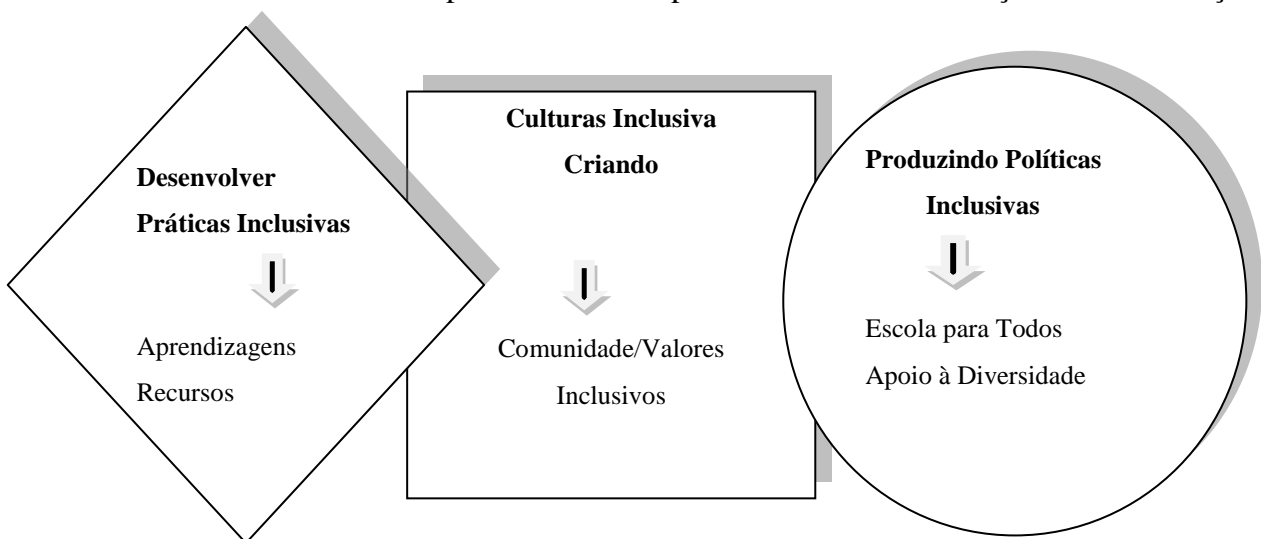 Desenvolver
Práticas Inclusivas
Aprendizagens
Recursos
Culturas Inclusiva
Criando
Comunidade/Valores
Inclusivos
Produzindo Políticas
Inclusivas
Escola para Todos
Apoio à Diversidade